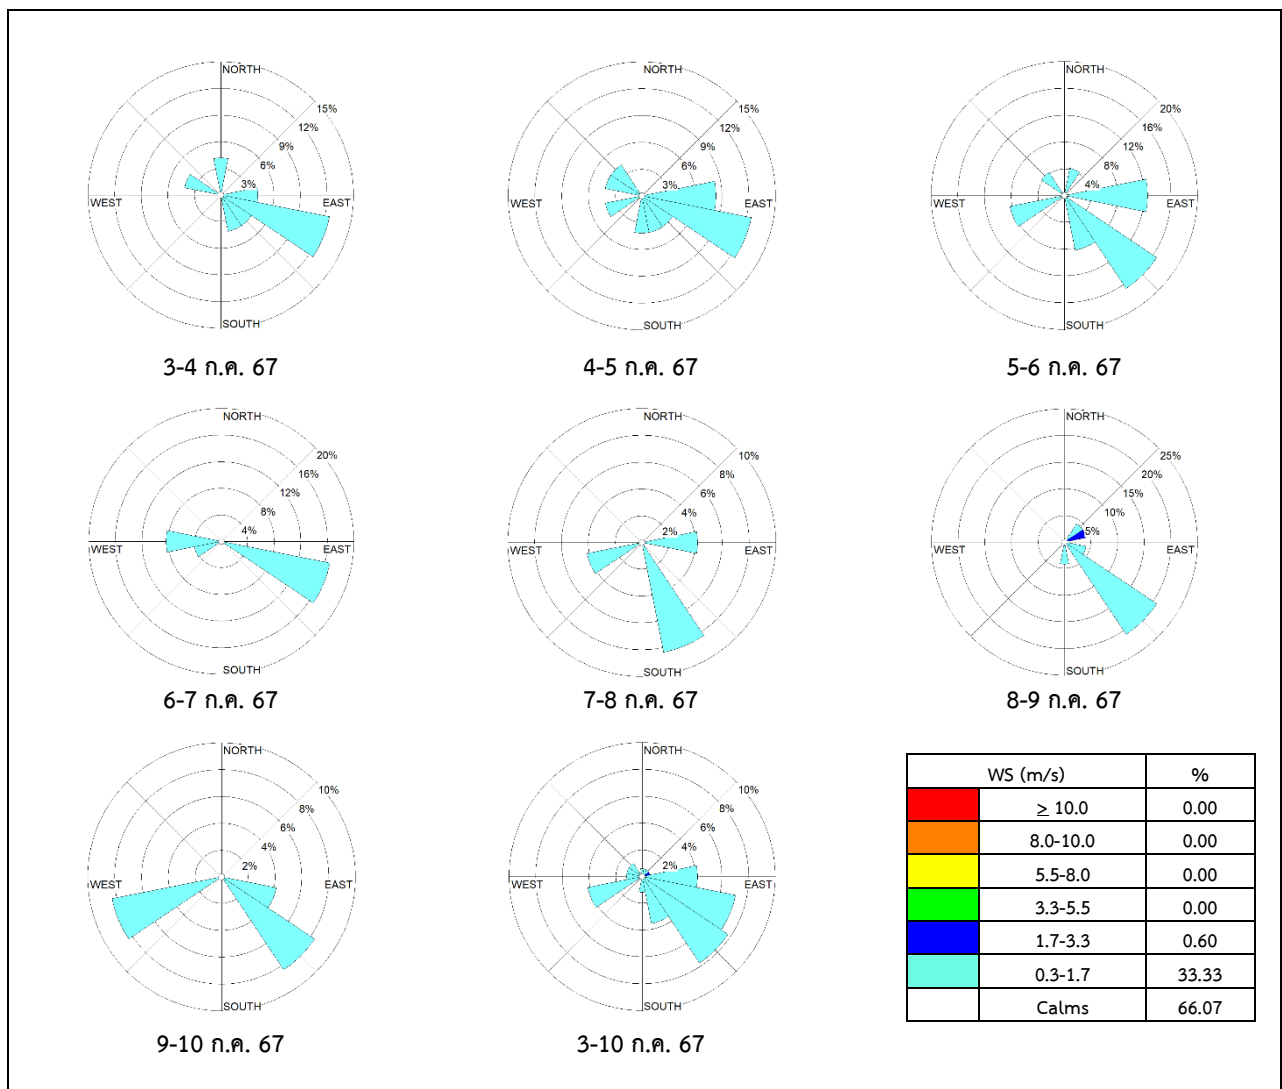 NORTH
15%
12%
9%
6%
3%
WEST
EAST
SOUTH
3-4 ก.ค. 67
NORTH
15%
12%
9%
6%
3%
WEST
EAST
SOUTH
4-5 ก.ค. 67
NORTH
20%
16%
12%
8%
4%
WEST
EAST
SOUTH
5-6 ก.ค. 67
NORTH
20%
16%
12%
8%
4%
WEST
EAST
SOUTH
6-7 ก.ค. 67
NORTH
10%
8%
6%
4%
2%
WEST
EAST
SOUTH
7-8 ก.ค. 67
NORTH
25%
20%
15%
10%
5%
WEST
EAST
SOUTH
8-9 ก.ค. 67
NORTH
10%
8%
6%
4%
2%
WEST
EAST
SOUTH
9-10 ก.ค. 67
NORTH
10%
8%
6%
4%
2%
WEST
EAST
SOUTH
3-10 ก.ค. 67
WS (m/s) %
≥ 10.0 0.00
8.0-10.0 0.00
5.5-8.0 0.00
3.3-5.5 0.00
1.7-3.3 0.60
0.3-1.7 33.33
Calms 66.07